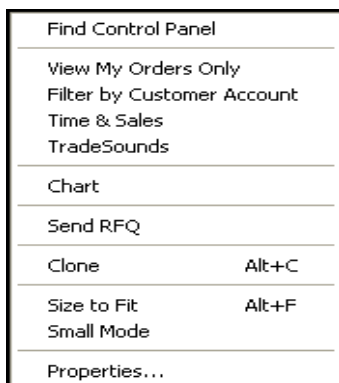 Find Control Panel
View My Orders Only
Filter by Customer Account
Time & Sales
TradeSounds
Chart
Send RFQ
Clone Alt+C
Size to Fit Alt+F
Small Mode
Properties...